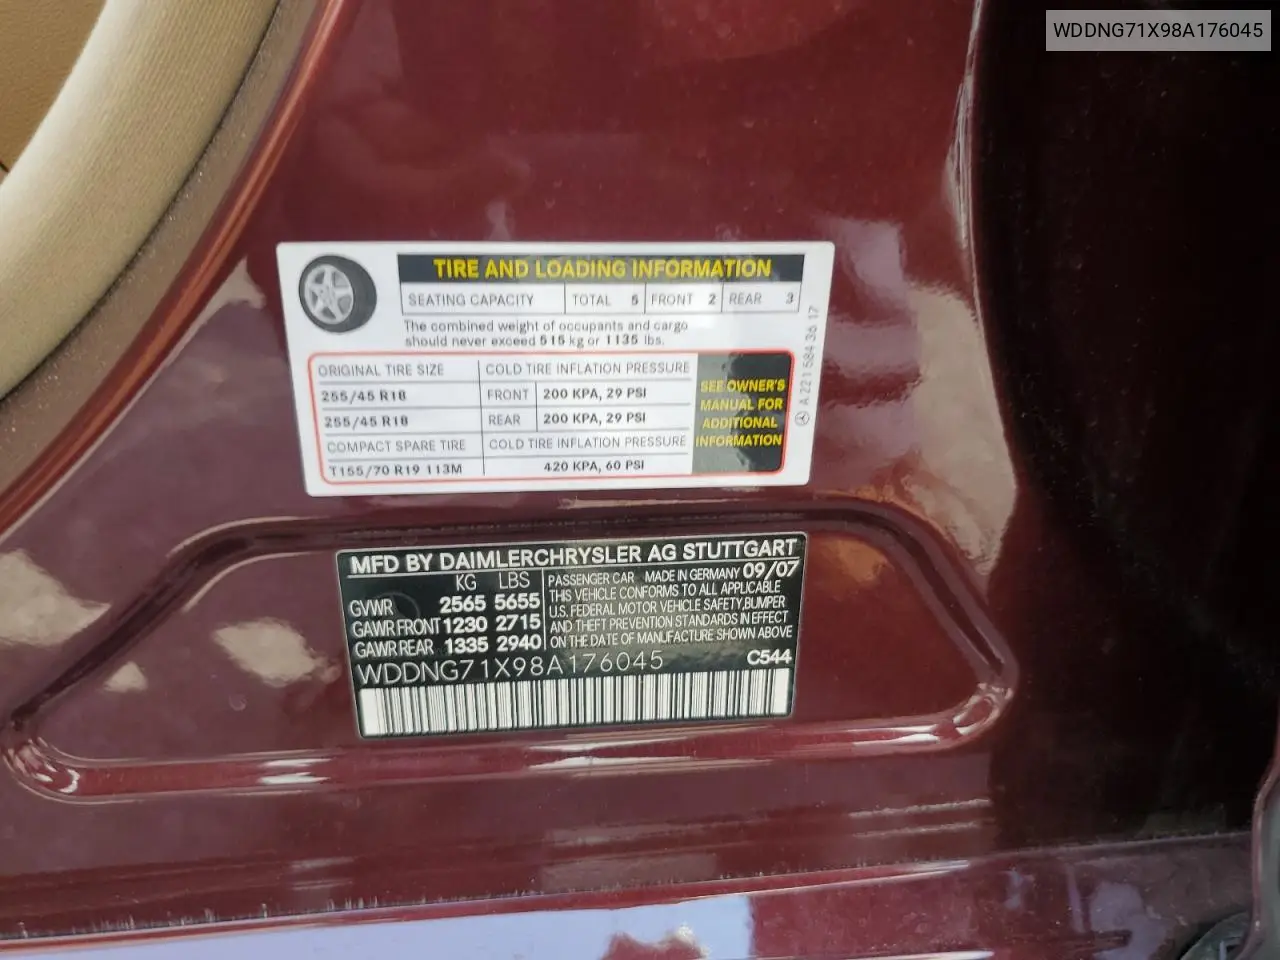 WDDNG71X98A176045
TIRE AND LOADING INFORMATION
SEATING CAPACITY TOTAL 5 FRONT 2 REAR 3
The combined weight of occupants and cargo
should never exceed 515 kg or 1135 lbs.
ORIGINAL TIRE SIZE COLD TIRE INFLATION PRESSURE
255/45 R18 FRONT 200 KPA, 29 PSI
255/45 R18 REAR 200 KPA, 29 PSI
COMPACT SPARE TIRE COLD TIRE INFLATION PRESSURE
T155/70 R19 113M 420 KPA, 60 PSI
SEE OWNER'S
MANUAL FOR
ADDITIONAL
INFORMATION
A 221 584 36 17
MFD BY DAIMLERCHRYSLER AG STUTTGART
KG LBS
GVWR 2565 5655
GAWR FRONT 1230 2715
GAWR REAR 1335 2940
PASSENGER CAR MADE IN GERMANY 09/07
THIS VEHICLE CONFORMS TO ALL APPLICABLE
U.S. FEDERAL MOTOR VEHICLE SAFETY,BUMPER
AND THEFT PREVENTION STANDARDS IN EFFECT
ON THE DATE OF MANUFACTURE SHOWN ABOVE
WDDNG71X98A176045 C544